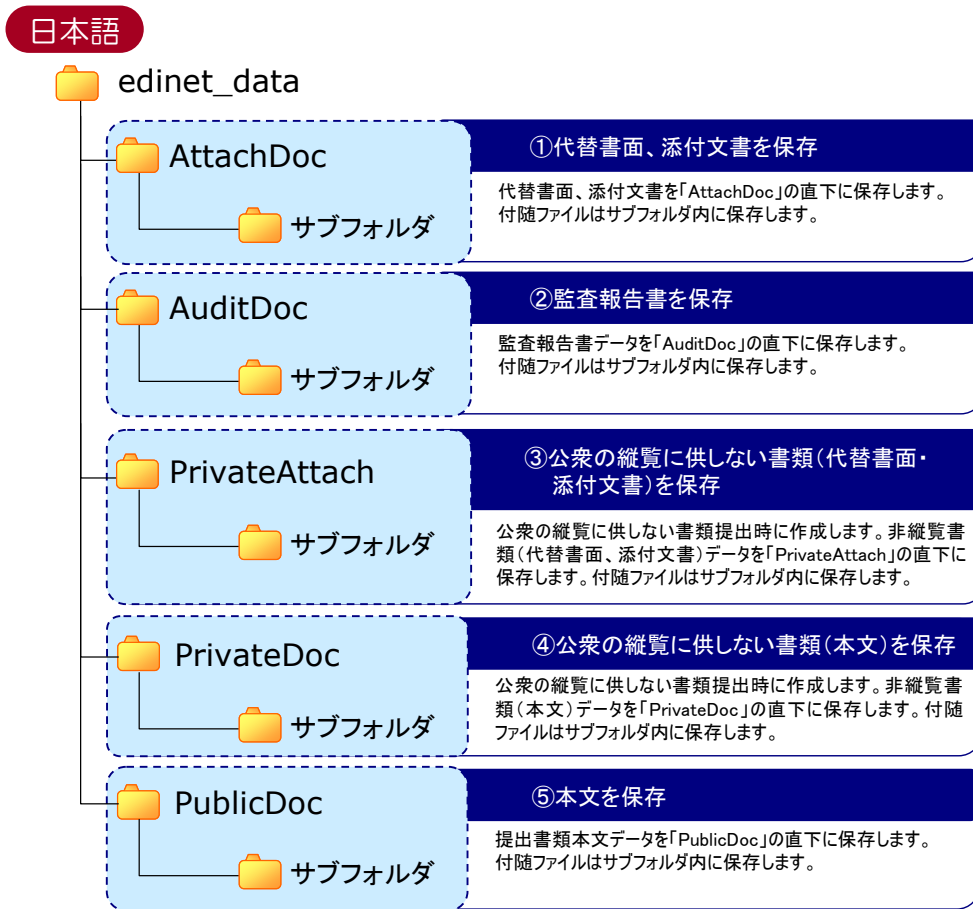 日本語
edinet_data
AttachDoc
サブフォルダ
①代替書面、添付文書を保存
代替書面、添付文書を「AttachDoc」の直下に保存します。
付随ファイルはサブフォルダ内に保存します。
AuditDoc
サブフォルダ
②監査報告書を保存
監査報告書データを「AuditDoc」の直下に保存します。
付随ファイルはサブフォルダ内に保存します。
PrivateAttach
サブフォルダ
③公衆の縦覧に供しない書類（代替書面・
添付文書）を保存
公衆の縦覧に供しない書類提出時に作成します。非縦覧書
類（代替書面、添付文書）データを「PrivateAttach」の直下に
保存します。付随ファイルはサブフォルダ内に保存します。
PrivateDoc
サブフォルダ
④公衆の縦覧に供しない書類（本文）を保存
公衆の縦覧に供しない書類提出時に作成します。非縦覧書
類（本文）データを「PrivateDoc」の直下に保存します。付随
ファイルはサブフォルダ内に保存します。
PublicDoc
サブフォルダ
⑤本文を保存
提出書類本文データを「PublicDoc」の直下に保存します。
付随ファイルはサブフォルダ内に保存します。